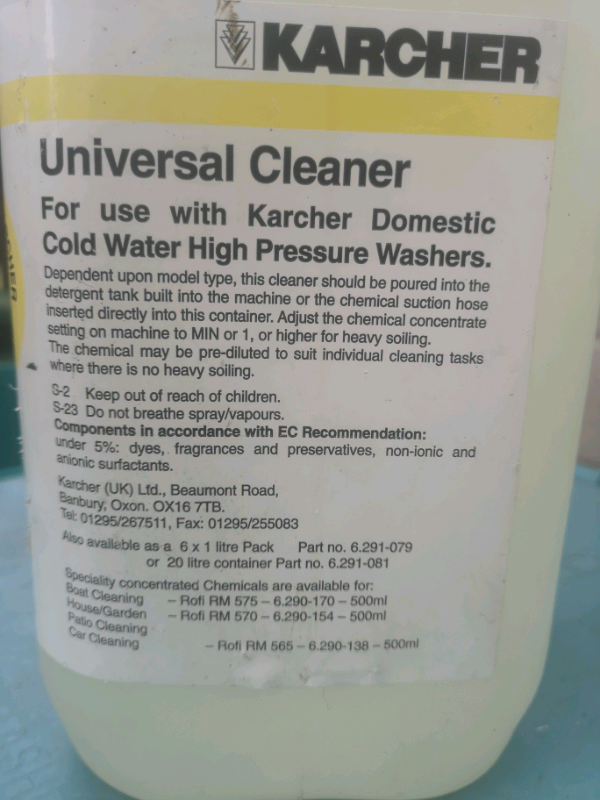 KARCHER
Universal Cleaner
For use with Karcher Domestic
Cold Water High Pressure Washers.
Dependent upon model type, this cleaner should be poured into the
detergent tank built into the machine or the chemical suction hose
inserted directly into this container. Adjust the chemical concentrate
setting on machine to MIN or 1, or higher for heavy soiling.
The chemical may be pre-diluted to suit individual cleaning tasks
where there is no heavy soiling.
S-2 Keep out of reach of children.
S-23 Do not breathe spray/vapours.
Components in accordance with EC Recommendation:
under 5%: dyes, fragrances and preservatives, non-ionic and
anionic surfactants.
Karcher (UK) Ltd., Beaumont Road,
Banbury, Oxon. OX16 7TB.
Tel: 01295/267511, Fax: 01295/255083
Also available as a 6 x 1 litre Pack Part no. 6.291-079
or 20 litre container Part no. 6.291-081
Speciality concentrated Chemicals are available for:
Boat Cleaning – Rofi RM 575 – 6.290-170 – 500ml
House/Garden – Rofi RM 570 – 6.290-154 – 500ml
Patio Cleaning
Car Cleaning – Rofi RM 565 – 6.290-138 – 500ml